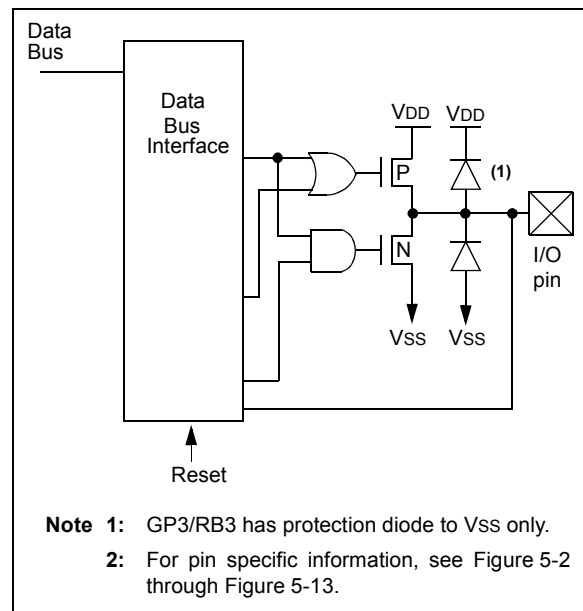 Data
Bus
Data
Bus
Interface
VDD
VDD
P
(1)
N
I/O
pin
VSS
VSS
Reset
Note 1: GP3/RB3 has protection diode to VSS only.
2: For pin specific information, see Figure 5-2
through Figure 5-13.